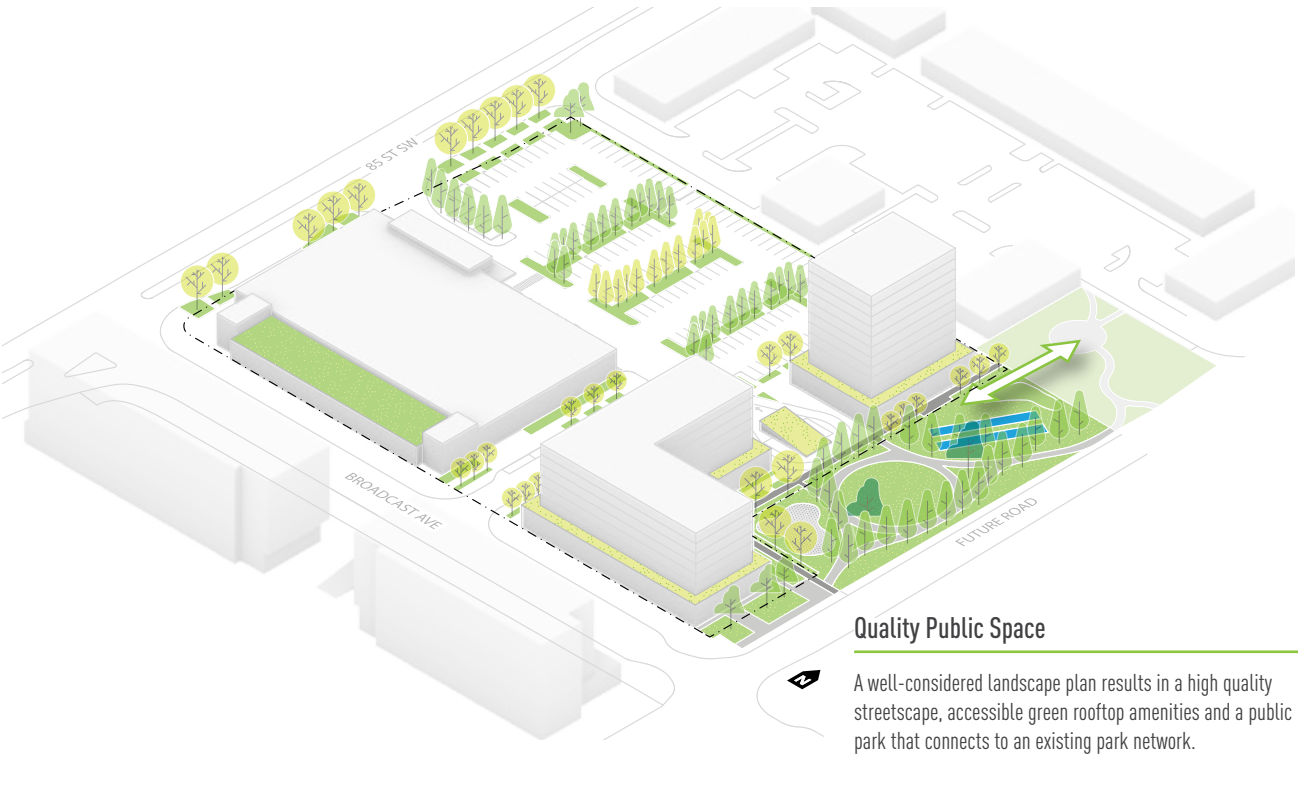 85 ST SW
BROADCAST AVE
FUTURE ROAD
Quality Public Space
N
A well-considered landscape plan results in a high quality
streetscape, accessible green rooftop amenities and a public
park that connects to an existing park network.